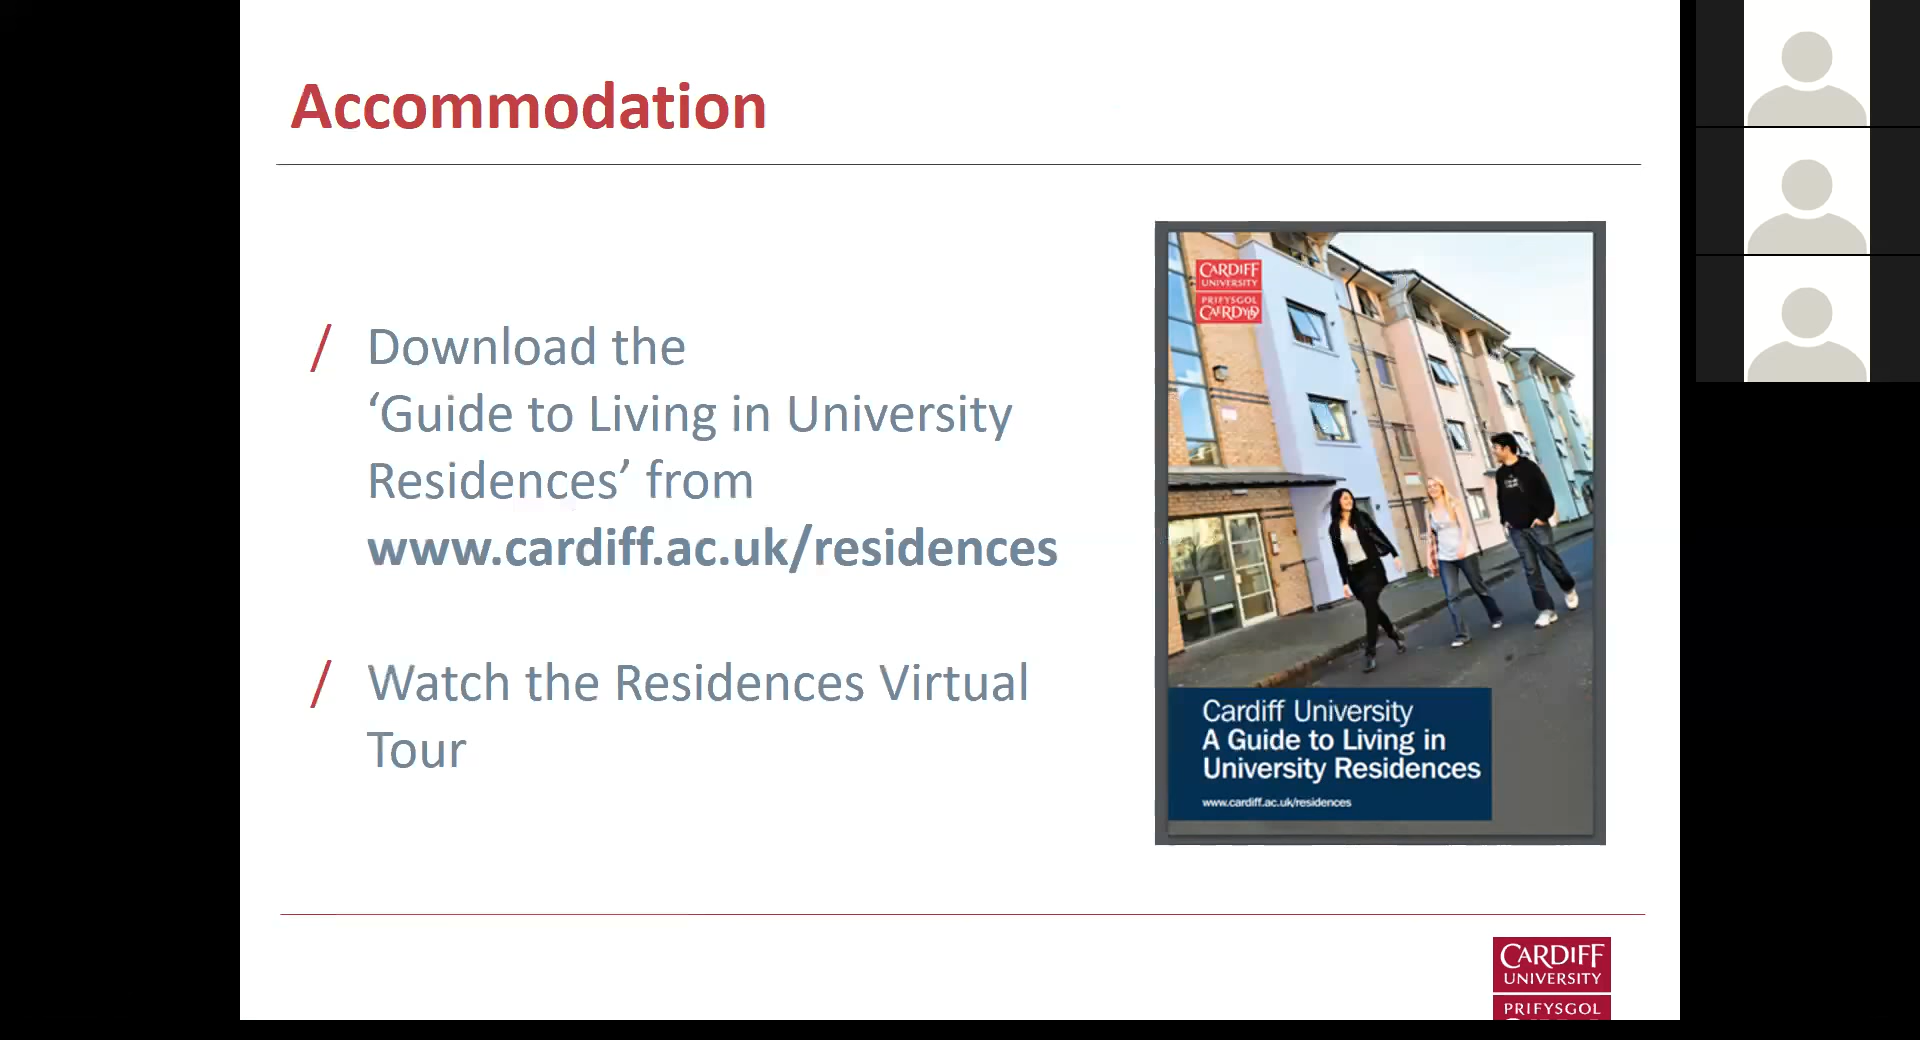 Accommodation
/ Download the
‘Guide to Living in University
Residences’ from
www.cardiff.ac.uk/residences
/ Watch the Residences Virtual
Tour
CARDIFF
UNIVERSITY
PRIFYSGOL
CAERDYDD
Cardiff University
A Guide to Living in
University Residences
www.cardiff.ac.uk/residences
CARDIFF
UNIVERSITY
PRIFYSGOL